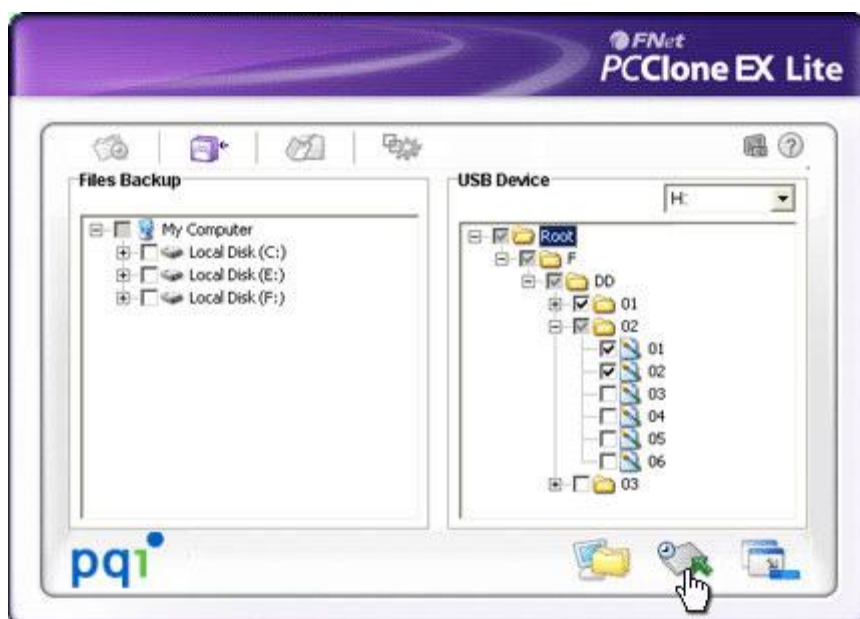 FNet
PCClone EX Lite
Files Backup
USB Device
H:
My Computer
Local Disk (C:)
Local Disk (E:)
Local Disk (F:)
Root
F
DD
01
02
01
02
03
04
05
06
03
pqi